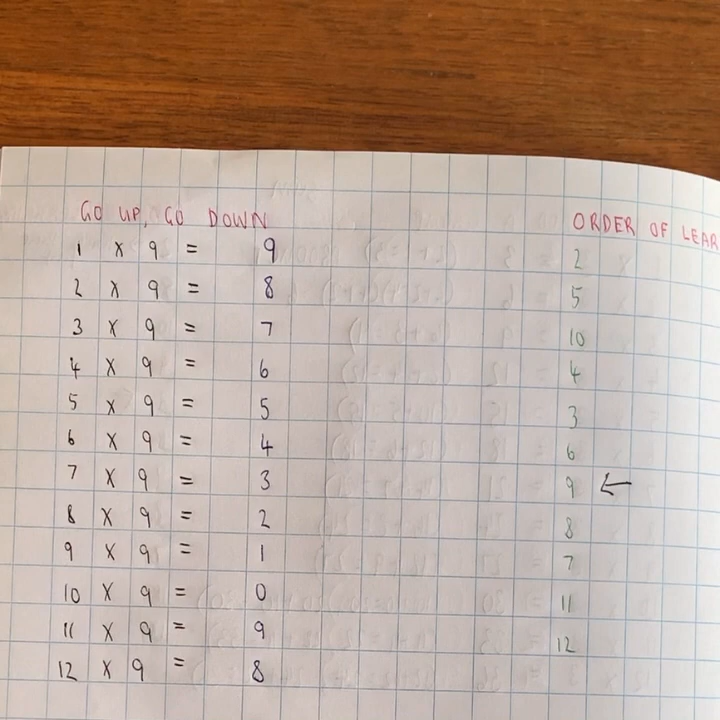 GO UP, GO DOWN
1 x 9 = 9
2 x 9 = 8
3 x 9 = 7
4 x 9 = 6
5 x 9 = 5
6 x 9 = 4
7 x 9 = 3
8 x 9 = 2
9 x 9 = 1
10 x 9 = 0
11 x 9 = 9
12 x 9 = 8
ORDER OF LEAR
2
5
10
4
3
6
9 ←
8
7
11
12